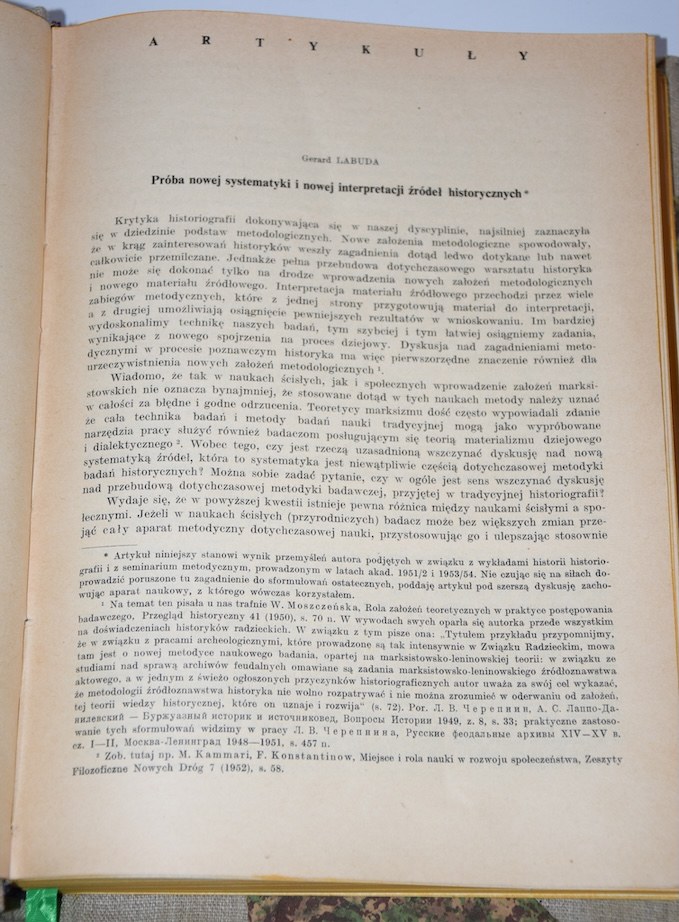 ARTYKUŁY
Gerard LABUDA
Próba nowej systematyki i nowej interpretacji źródeł historycznych*
Krytyka historiografii dokonywająca się w naszej dyscyplinie, najsilniej zaznaczyła
się w dziedzinie podstaw metodologicznych. Nowe założenia metodologiczne spowodowały,
że w krąg zainteresowań historyków weszły zagadnienia dotąd ledwo dotykane lub nawet
całkowicie przemilczane. Jednakże pełna przebudowa dotychczasowego warsztatu historyka
nie może się dokonać tylko na drodze wprowadzenia nowych założeń metodologicznych
i nowego materiału źródłowego. Interpretacja materiału źródłowego przechodzi przez wiele
zabiegów metodycznych, które z jednej strony przygotowują materiał do interpretacji,
a z drugiej umożliwiają osiągnięcie pewniejszych rezultatów w wnioskowaniu. Im bardziej
wydoskonalimy technikę naszych badań, tym szybciej i tym łatwiej osiągniemy zadania,
wynikające z nowego spojrzenia na proces dziejowy. Dyskusja nad zagadnieniami meto-
dycznymi w procesie poznawczym historyka ma więc pierwszorzędne znaczenie również dla
urzeczywistnienia nowych założeń metodologicznych ¹.
Wiadomo, że tak w naukach ścisłych, jak i społecznych wprowadzenie założeń marksi-
stowskich nie oznacza bynajmniej, że stosowane dotąd w tych naukach metody należy uznać
w całości za błędne i godne odrzucenia. Teoretycy marksizmu dość często wypowiadali zdanie
że cała technika badań i metody badań nauki tradycyjnej mogą jako wypróbowane
narzędzia pracy służyć również badaczom posługującym się teorią materializmu dziejowego
i dialektycznego ². Wobec tego, czy jest rzeczą uzasadnioną wszczynać dyskusję nad nową
systematyką źródeł, która to systematyka jest niewątpliwie częścią dotychczasowej metodyki
badań historycznych? Można sobie zadać pytanie, czy w ogóle jest sens wszczynać dyskusję
nad przebudową dotychczasowej metodyki badawczej, przyjętej w tradycyjnej historiografii?
Wydaje się, że w powyższej kwestii istnieje pewna różnica między naukami ścisłymi a spo-
łecznymi. Jeżeli w naukach ścisłych (przyrodniczych) badacz może bez większych zmian prze-
jąć cały aparat metodyczny dotychczasowej nauki, przystosowując go i ulepszając stosownie
* Artykuł niniejszy stanowi wynik przemyśleń autora podjętych w związku z wykładami historii historio-
grafii i z seminarium metodycznym, prowadzonym w latach akad. 1951/2 i 1953/54. Nie czując się na siłach do-
prowadzić poruszone tu zagadnienie do sformułowań ostatecznych, poddaję artykuł pod szerszą dyskusję zacho-
wując aparat naukowy, z którego wówczas korzystałem.
¹ Na temat ten pisała u nas trafnie W. Moszczeńska, Rola założeń teoretycznych w praktyce postępowania
badawczego, Przegląd historyczny 41 (1950), s. 70 n. W wywodach swych oparła się autorka przede wszystkim
na doświadczeniach historyków radzieckich. W związku z tym pisze ona: „Tytułem przykładu przypomnijmy,
że w związku z pracami archeologicznymi, które prowadzone są tak intensywnie w Związku Radzieckim, mowa
tam jest o nowej metodyce naukowego badania, opartej na marksistowsko-leninowskiej teorii: w związku ze
studiami nad sprawą archiwów feudalnych omawiane są zadania marksistowsko-leninowskiego źródłoznawstwa
aktowego, a w jednym z świeżo ogłoszonych przyczynków historiograficznych autor uważa za swój cel wykazać,
że metodologii źródłoznawstwa historyka nie wolno rozpatrywać i nie można zrozumieć w oderwaniu od założeń,
tej teorii wiedzy historycznej, które on uznaje i rozwija“ (s. 72). Por. Л. В. Черепнин, А. С. Лаппо-Да-
нилевский — Буржуазный историк и источниковед, Вопросы Истории 1949, z. 8, s. 33; praktyczne zastoso-
wanie tych sformułowań widzimy w pracy Л. В. Черепнина, Русские феодальные архивы XIV—XV в.
cz. I—II, Москва-Ленинград 1948—1951, s. 457 n.
² Zob. tutaj np. M. Kammari, F. Konstantinow, Miejsce i rola nauki w rozwoju społeczeństwa, Zeszyty
Filozoficzne Nowych Dróg 7 (1952), s. 58.